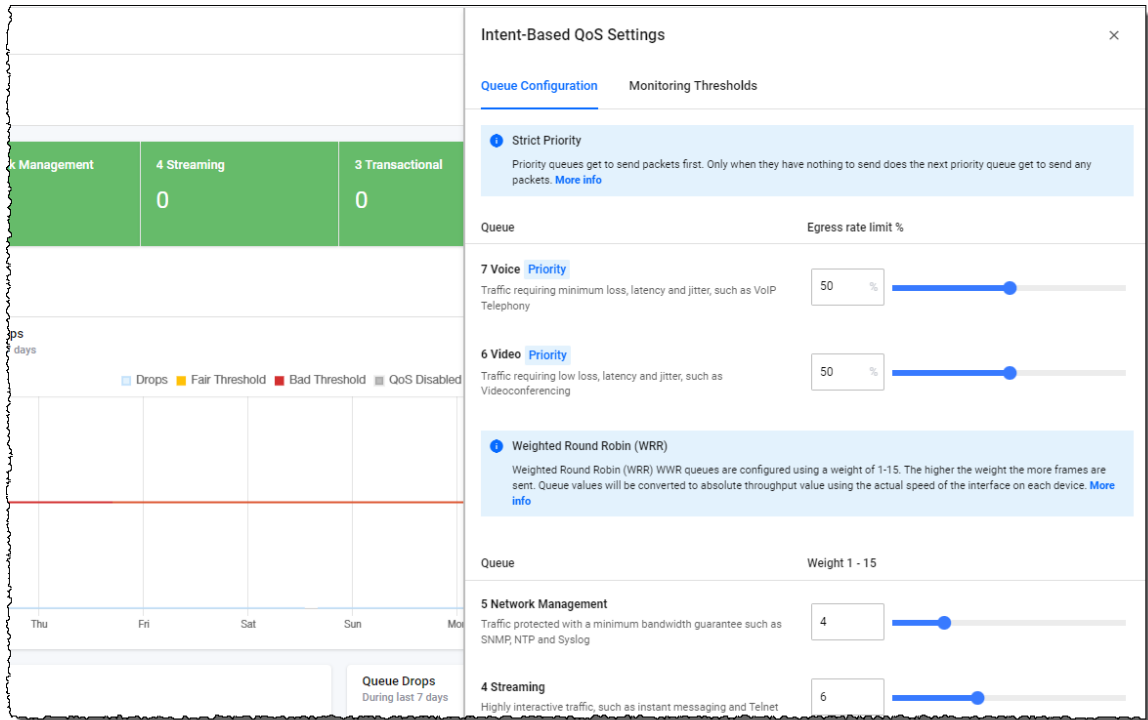 Intent-Based QoS Settings
Queue Configuration
Monitoring Thresholds
Strict Priority
Priority queues get to send packets first. Only when they have nothing to send does the next priority queue get to send any
packets. More info
Queue
Egress rate limit %
7 Voice Priority
Traffic requiring minimum loss, latency and jitter, such as VoIP
Telephony
50 %
6 Video Priority
Traffic requiring low loss, latency and jitter, such as
Videoconferencing
50 %
Weighted Round Robin (WRR)
Weighted Round Robin (WRR) WWR queues are configured using a weight of 1-15. The higher the weight the more frames are
sent. Queue values will be converted to absolute throughput value using the actual speed of the interface on each device. More
info
Queue
Weight 1 - 15
5 Network Management
Traffic protected with a minimum bandwidth guarantee such as
SNMP, NTP and Syslog
4
4 Streaming
Highly interactive traffic, such as instant messaging and Telnet
6
k Management
4 Streaming
0
3 Transactional
0
ps
days
Drops
Fair Threshold
Bad Threshold
QoS Disabled
Thu
Fri
Sat
Sun
Mon
Queue Drops
During last 7 days